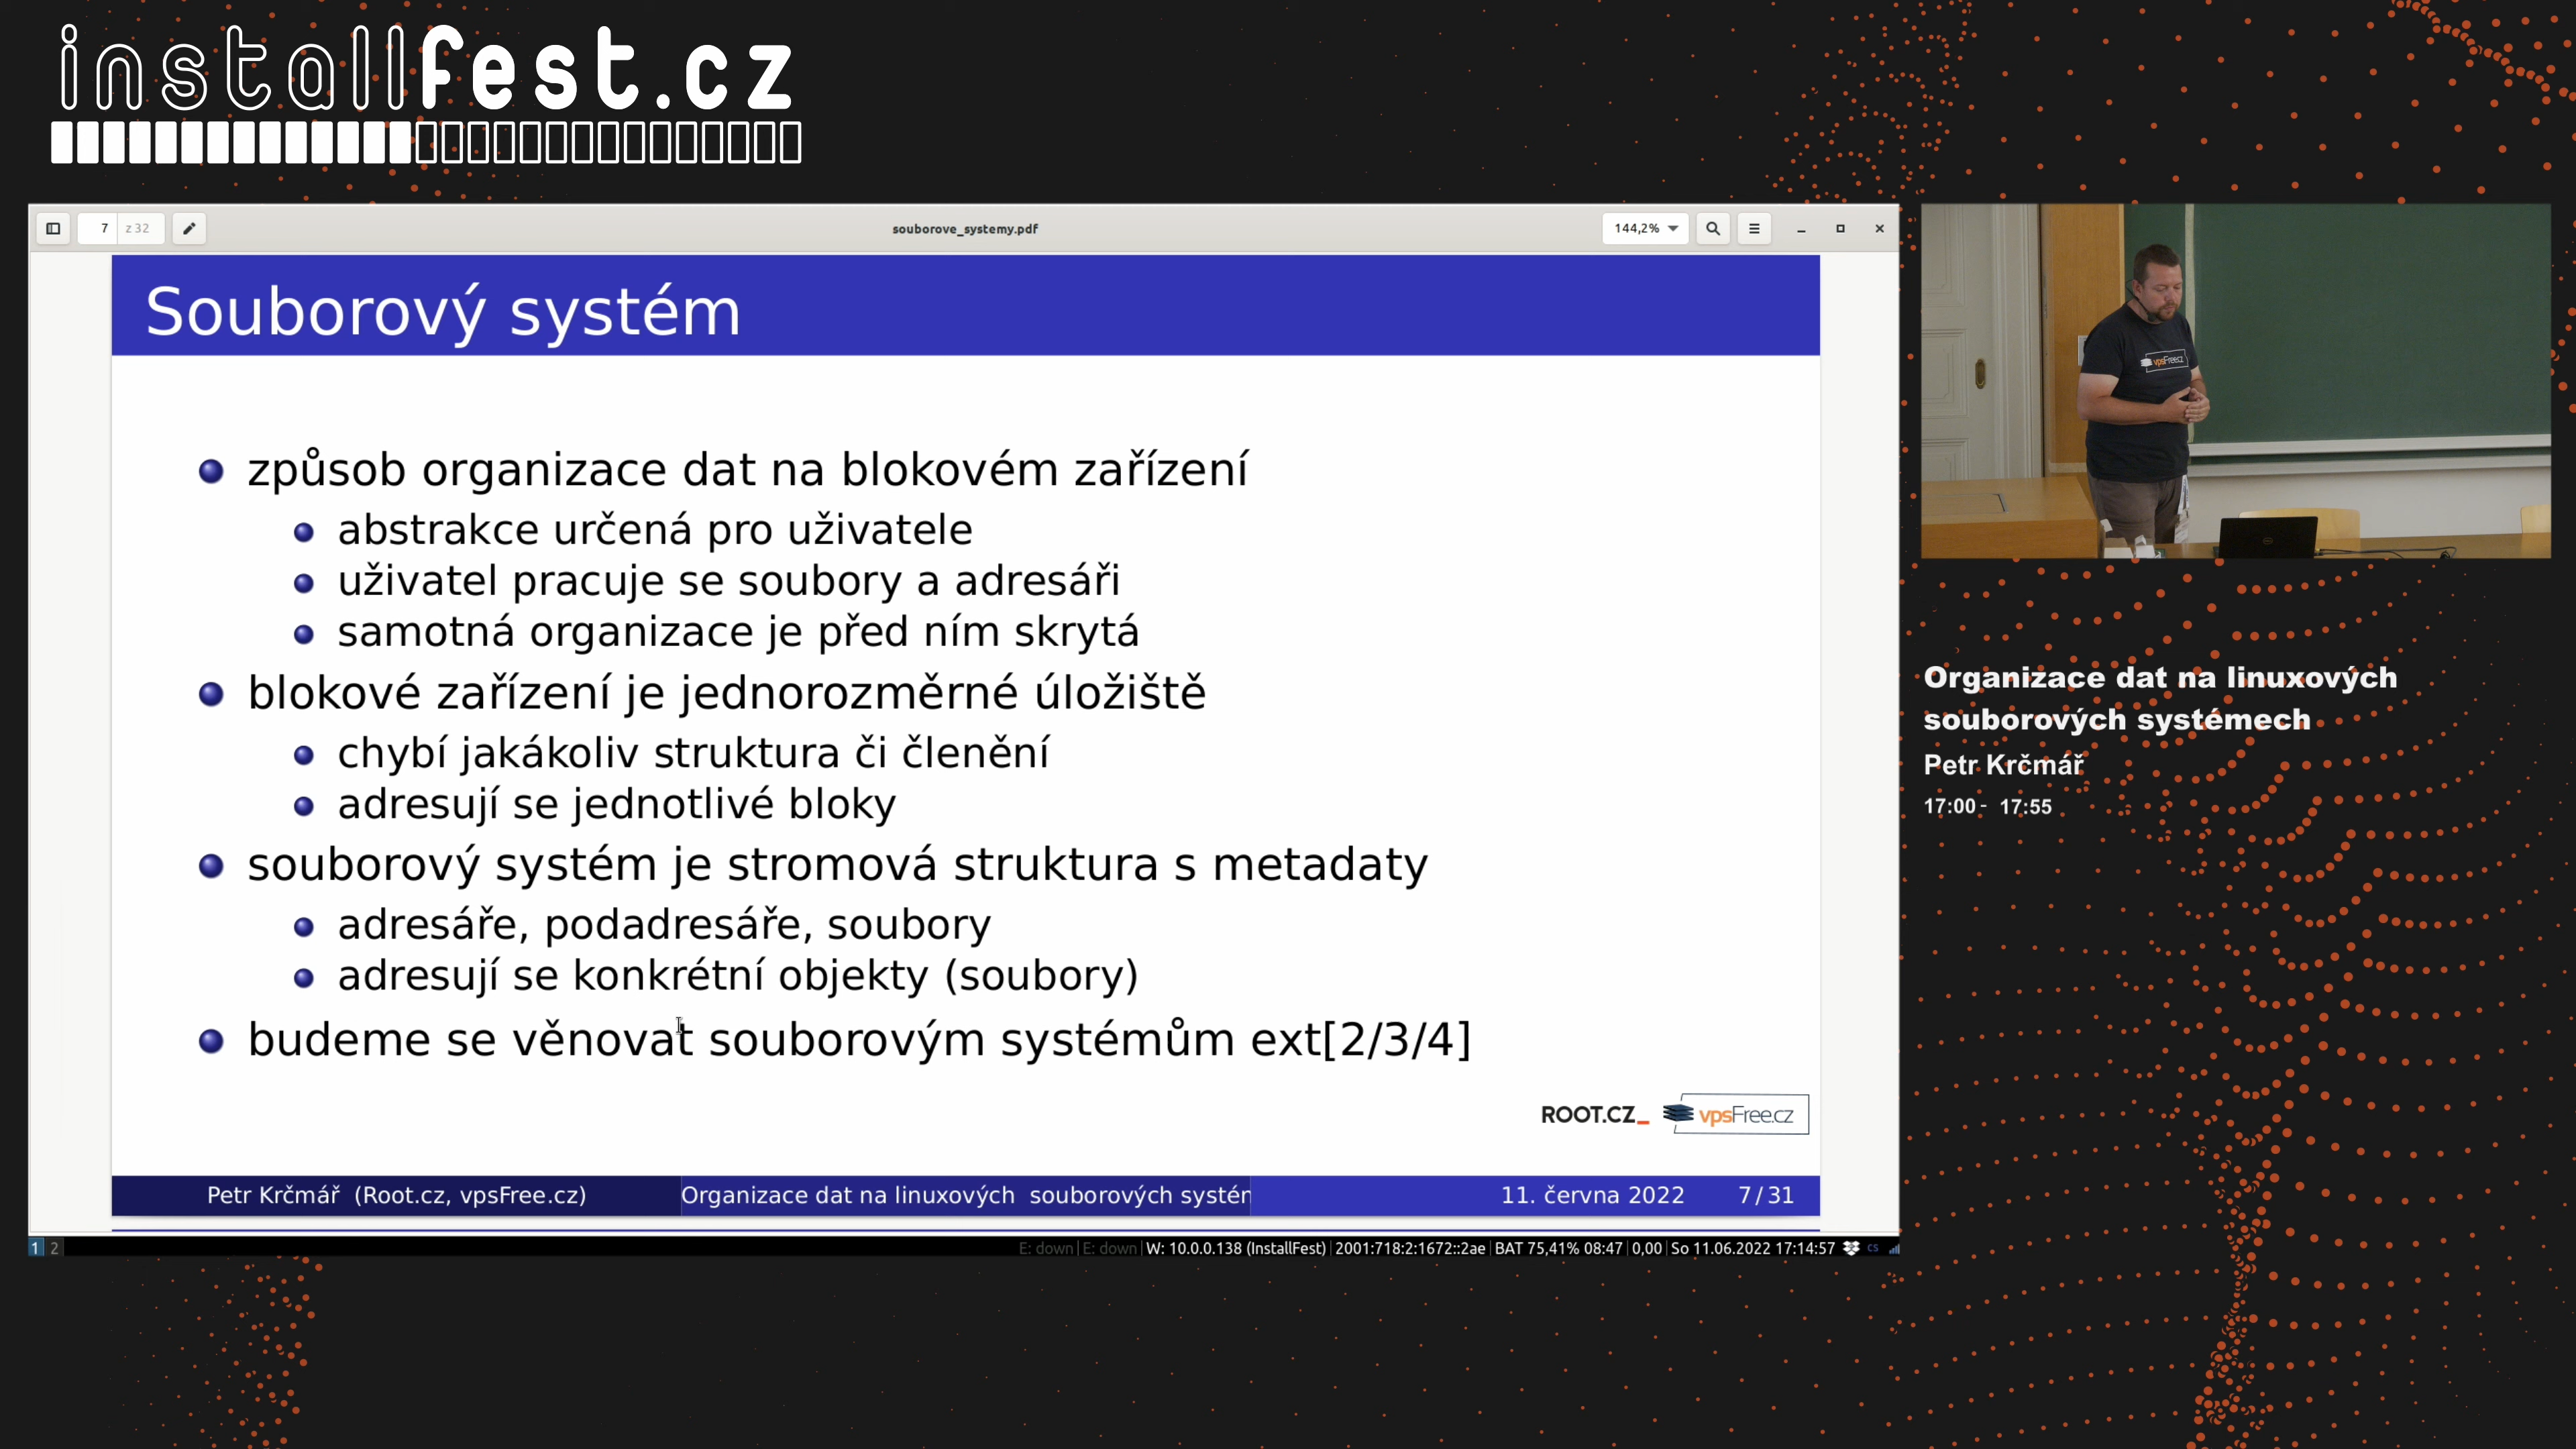 installfest.cz
7 z 32
souborove_systemy.pdf
144,2%
Souborový systém
způsob organizace dat na blokovém zařízení
abstrakce určená pro uživatele
uživatel pracuje se soubory a adresáři
samotná organizace je před ním skrytá
blokové zařízení je jednorozměrné úložiště
chybí jakákoliv struktura či členění
adresují se jednotlivé bloky
souborový systém je stromová struktura s metadaty
adresáře, podadresáře, soubory
adresují se konkrétní objekty (soubory)
budeme se věnovat souborovým systémům ext[2/3/4]
ROOT.CZ_ vpsFree.cz
Petr Krčmář (Root.cz, vpsFree.cz) Organizace dat na linuxových souborových systém 11. června 2022 7 / 31
1 2 E: down | E: down | W: 10.0.0.138 (InstallFest) | 2001:718:2:1672::2ae | BAT 75,41% 08:47 | 0,00 | So 11.06.2022 17:14:57 cs
vpsFree.cz
Organizace dat na linuxových
souborových systémech
Petr Krčmář
17:00 - 17:55